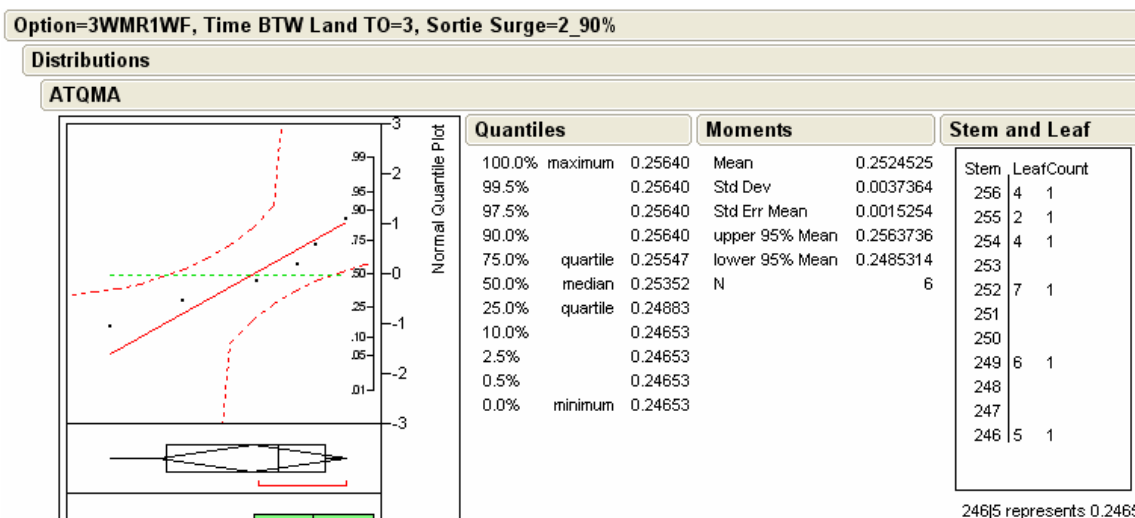 Option=3WMR1WF, Time BTW Land TO=3, Sortie Surge=2_90%
Distributions
ATQMA
3
.99
2
.95
.90
1
.75
.50
0
.25
-1
.10
.05
-2
.01
-3
Normal Quantile Plot
Quantiles
100.0% maximum 0.25640
99.5% 0.25640
97.5% 0.25640
90.0% 0.25640
75.0% quartile 0.25547
50.0% median 0.25352
25.0% quartile 0.24883
10.0% 0.24653
2.5% 0.24653
0.5% 0.24653
0.0% minimum 0.24653
Moments
Mean 0.2524525
Std Dev 0.0037364
Std Err Mean 0.0015254
upper 95% Mean 0.2563736
lower 95% Mean 0.2485314
N 6
Stem and Leaf
Stem LeafCount
256 4 1
255 2 1
254 4 1
253
252 7 1
251
250
249 6 1
248
247
246 5 1
246|5 represents 0.2465